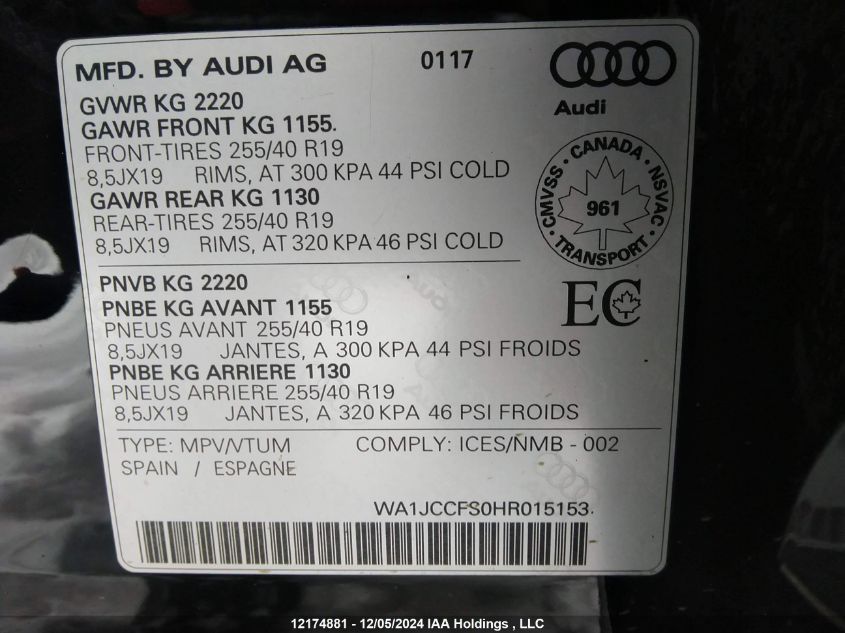 MFD. BY AUDI AG 0117
Audi
GVWR KG 2220
GAWR FRONT KG 1155.
FRONT-TIRES 255/40 R19
8,5JX19 RIMS, AT 300 KPA 44 PSI COLD
GAWR REAR KG 1130
REAR-TIRES 255/40 R19
8,5JX19 RIMS, AT 320 KPA 46 PSI COLD
CMVSS · CANADA · NSVAC
961
· TRANSPORT ·
PNVB KG 2220
PNBE KG AVANT 1155
PNEUS AVANT 255/40 R19
8,5JX19 JANTES, A 300 KPA 44 PSI FROIDS
PNBE KG ARRIERE 1130
PNEUS ARRIERE 255/40 R19
8,5JX19 JANTES, A 320 KPA 46 PSI FROIDS
EC
TYPE: MPV/VTUM COMPLY: ICES/NMB - 002
SPAIN / ESPAGNE
WA1JCCFS0HR015153.
12174881 - 12/05/2024 IAA Holdings , LLC